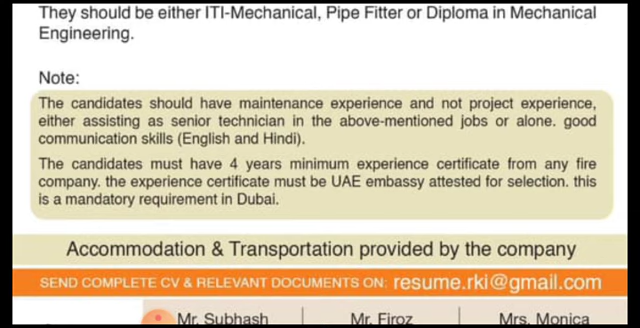 They should be either ITI-Mechanical, Pipe Fitter or Diploma in Mechanical
Engineering.
Note:
The candidates should have maintenance experience and not project experience,
either assisting as senior technician in the above-mentioned jobs or alone. good
communication skills (English and Hindi).
The candidates must have 4 years minimum experience certificate from any fire
company. the experience certificate must be UAE embassy attested for selection. this
is a mandatory requirement in Dubai.
Accommodation & Transportation provided by the company
SEND COMPLETE CV & RELEVANT DOCUMENTS ON: resume.rki@gmail.com
Mr. Subhash Mr. Firoz Mrs. Monica